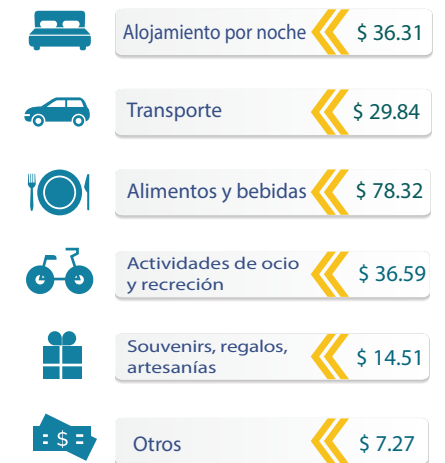 Alojamiento por noche $ 36.31
Transporte $ 29.84
Alimentos y bebidas $ 78.32
Actividades de ocio
y recreción $ 36.59
Souvenirs, regalos,
artesanías $ 14.51
$
Otros $ 7.27